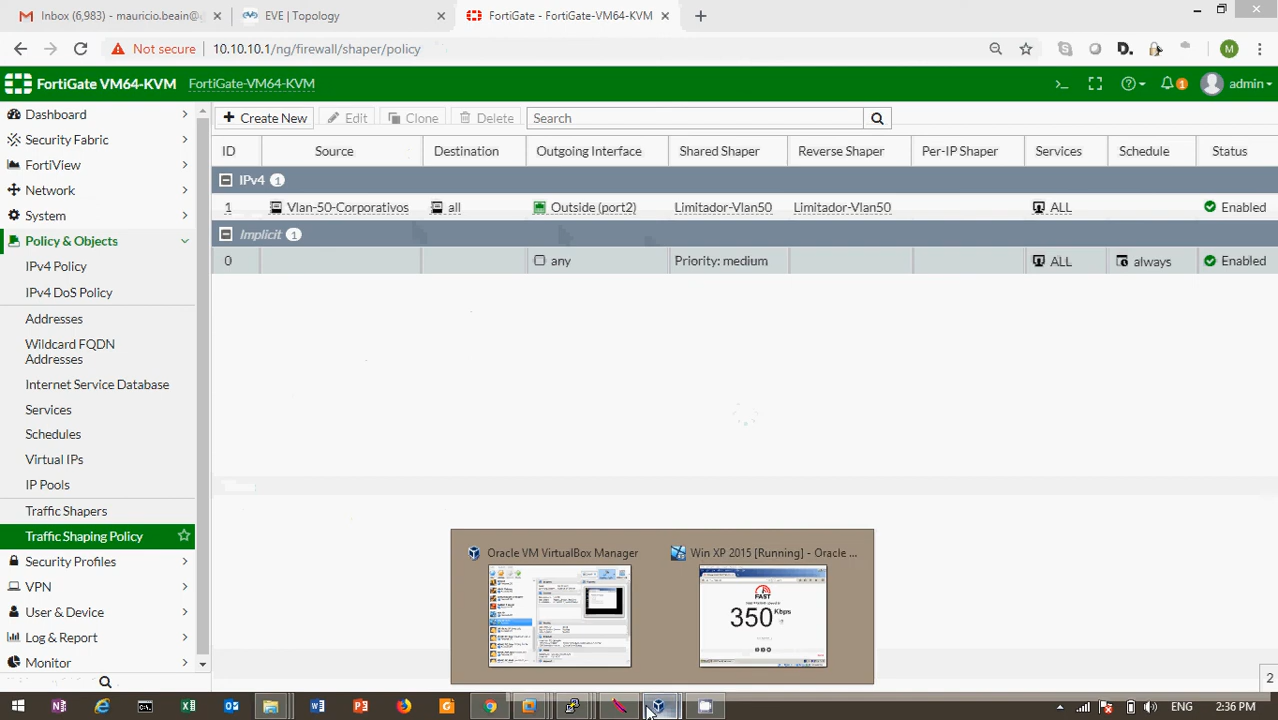 Inbox (6,983) - mauricio.beain@g
EVE | Topology
FortiGate - FortiGate-VM64-KVM
Not secure
10.10.10.1/ng/firewall/shaper/policy
D.
M
FortiGate VM64-KVM
FortiGate-VM64-KVM
>_
1
admin
Dashboard
Security Fabric
FortiView
Network
System
Policy & Objects
IPv4 Policy
IPv4 DoS Policy
Addresses
Wildcard FQDN
Addresses
Internet Service Database
Services
Schedules
Virtual IPs
IP Pools
Traffic Shapers
Traffic Shaping Policy
Security Profiles
VPN
User & Device
Log & Report
Monitor
+ Create New
Edit
Clone
Delete
Search
ID
Source
Destination
Outgoing Interface
Shared Shaper
Reverse Shaper
Per-IP Shaper
Services
Schedule
Status
IPv4 1
1
Vlan-50-Corporativos
all
Outside (port2)
Limitador-Vlan50
Limitador-Vlan50
ALL
Enabled
Implicit 1
0
any
Priority: medium
ALL
always
Enabled
Oracle VM VirtualBox Manager
Win XP 2015 [Running] - Oracle ...
FAST
350 Kbps
2
ENG
2:36 PM